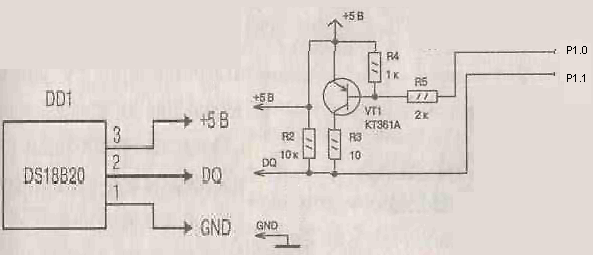 +5 В
R4
1 к
P1.0
R5
P1.1
DD1
+5 В
VT1
КТ361А
2 к
3
+5 В
R2
10 к
R3
10
DS18B20
2
DQ
DQ
1
GND
GND